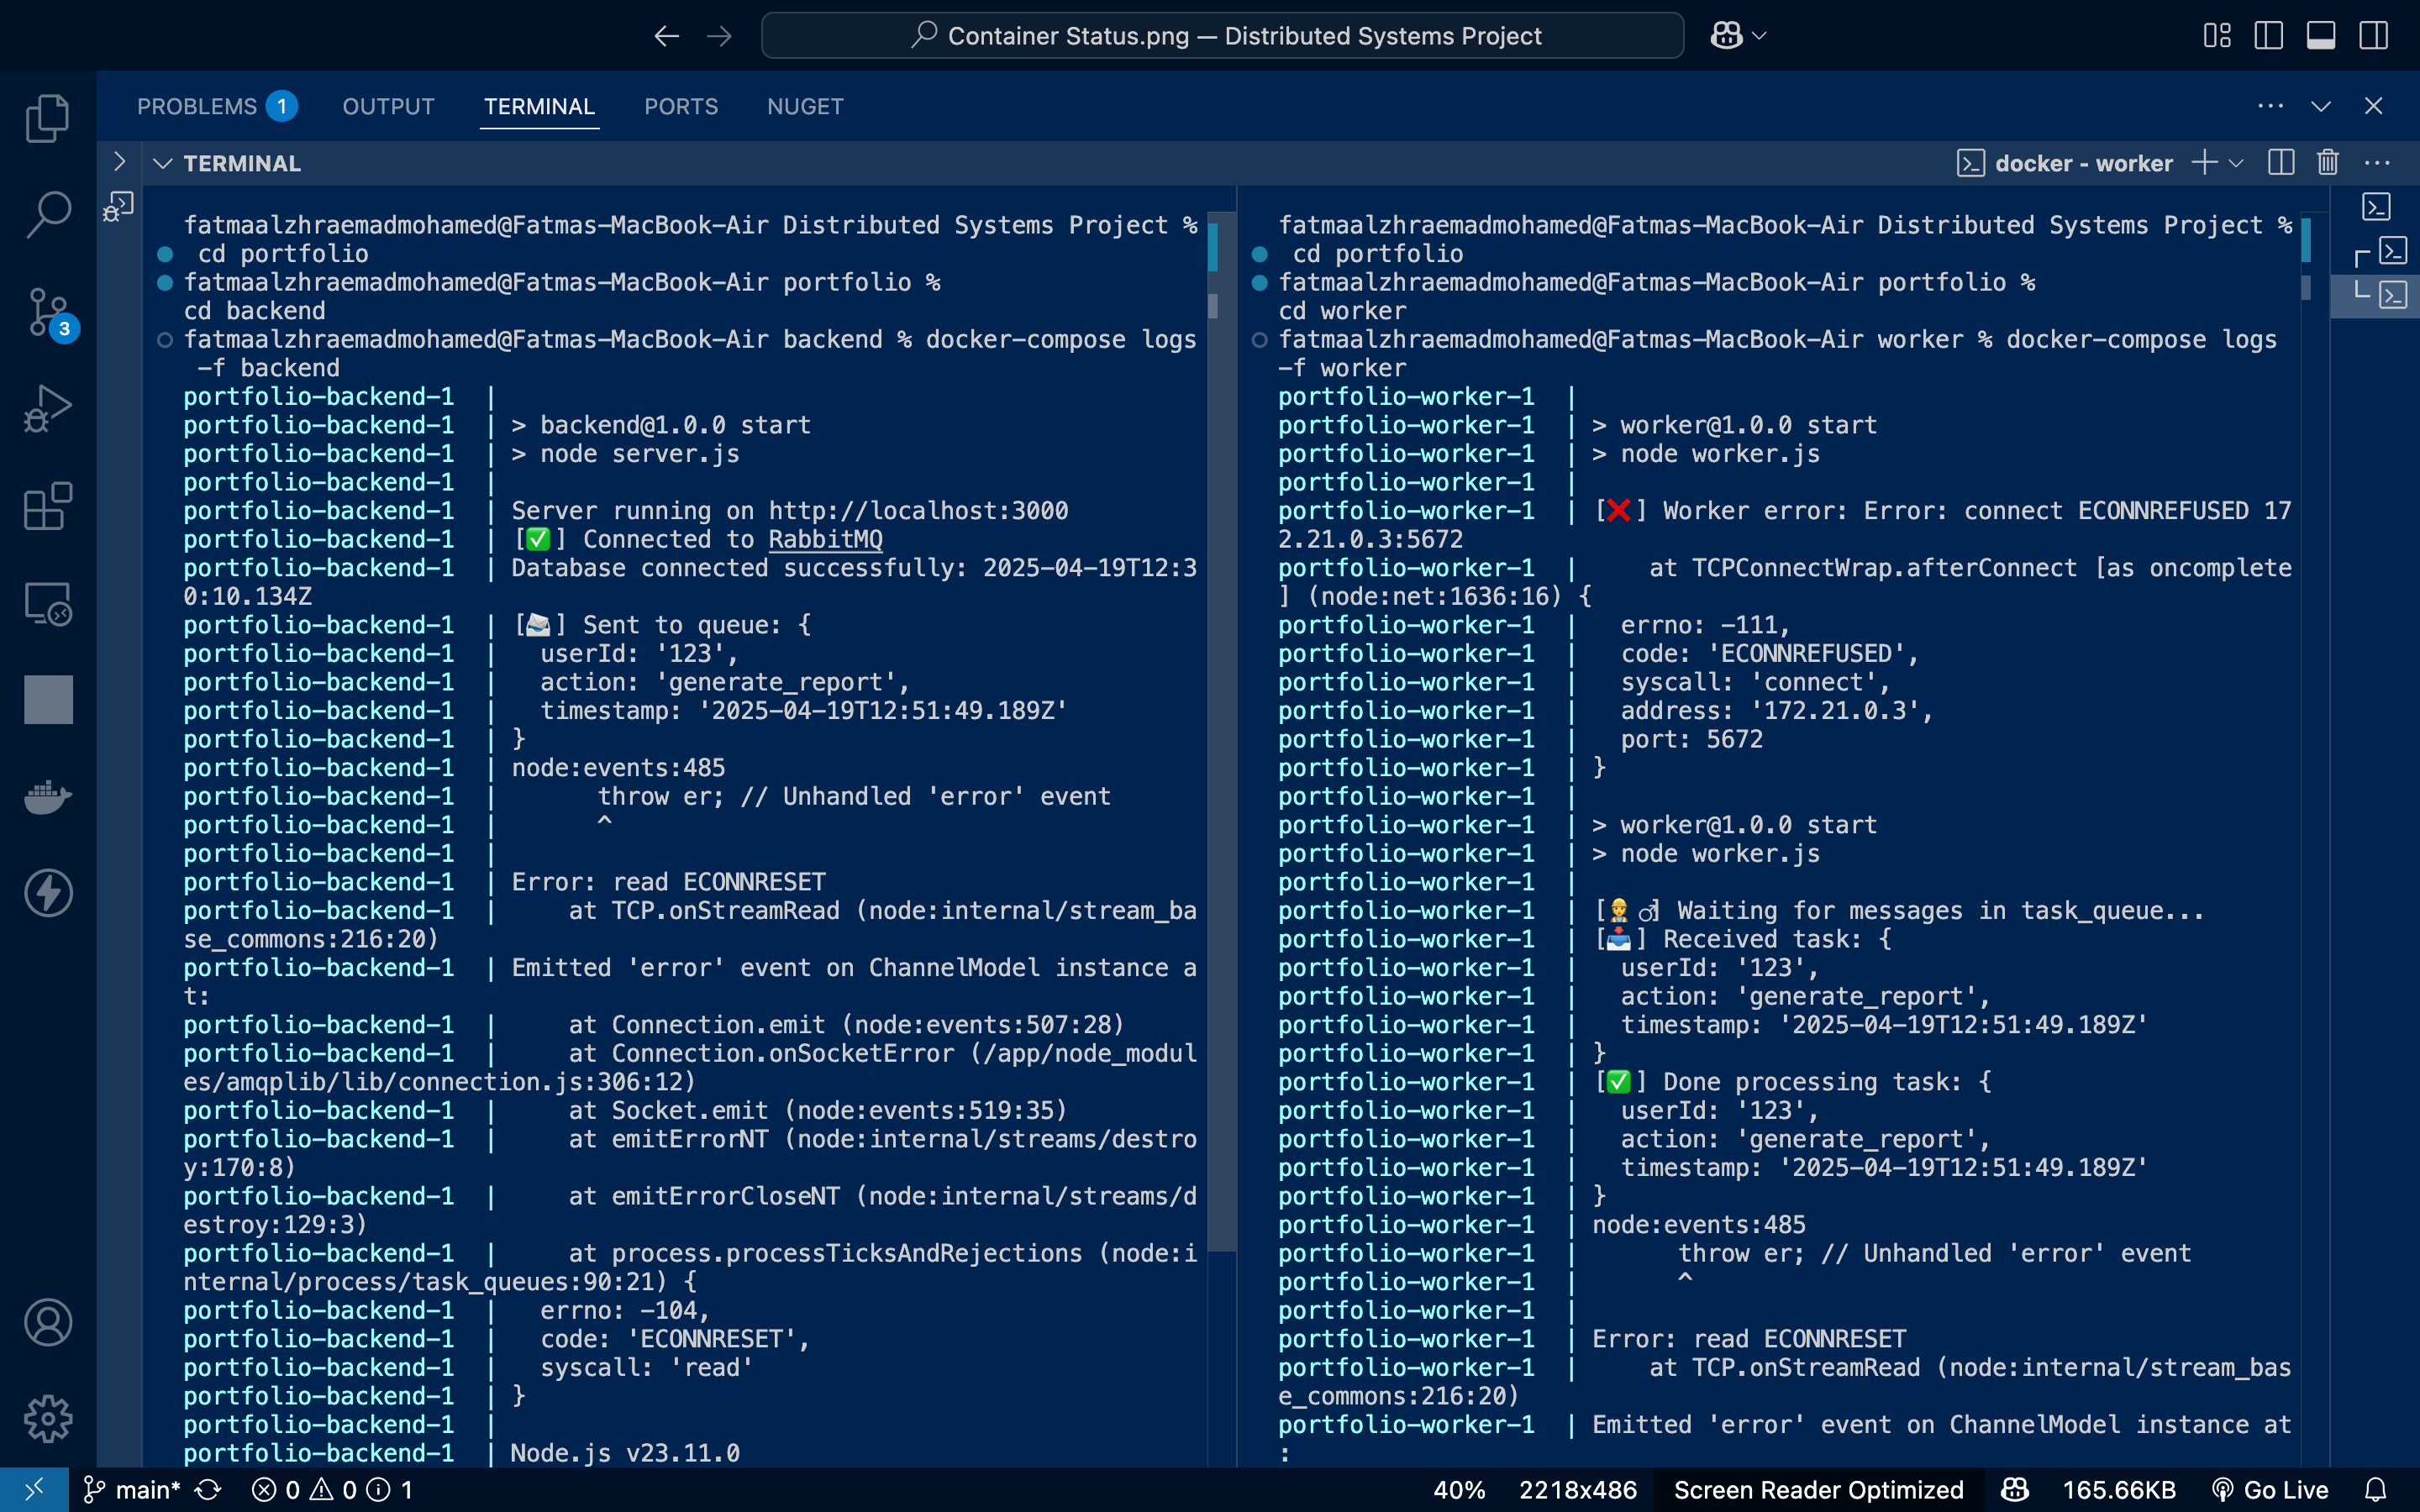 Container Status.png — Distributed Systems Project
PROBLEMS 1 OUTPUT TERMINAL PORTS NUGET
TERMINAL
docker - worker
fatmaalzhraemadmohamed@Fatmas-MacBook-Air Distributed Systems Project %
cd portfolio
fatmaalzhraemadmohamed@Fatmas-MacBook-Air portfolio %
cd backend
fatmaalzhraemadmohamed@Fatmas-MacBook-Air backend % docker-compose logs
-f backend
portfolio-backend-1 |
portfolio-backend-1 | > backend@1.0.0 start
portfolio-backend-1 | > node server.js
portfolio-backend-1 |
portfolio-backend-1 | Server running on http://localhost:3000
portfolio-backend-1 | [✅] Connected to RabbitMQ
portfolio-backend-1 | Database connected successfully: 2025-04-19T12:3
0:10.134Z
portfolio-backend-1 | [📨] Sent to queue: {
portfolio-backend-1 | userId: '123',
portfolio-backend-1 | action: 'generate_report',
portfolio-backend-1 | timestamp: '2025-04-19T12:51:49.189Z'
portfolio-backend-1 | }
portfolio-backend-1 | node:events:485
portfolio-backend-1 | throw er; // Unhandled 'error' event
portfolio-backend-1 | ^
portfolio-backend-1 |
portfolio-backend-1 | Error: read ECONNRESET
portfolio-backend-1 | at TCP.onStreamRead (node:internal/stream_ba
se_commons:216:20)
portfolio-backend-1 | Emitted 'error' event on ChannelModel instance a
t:
portfolio-backend-1 | at Connection.emit (node:events:507:28)
portfolio-backend-1 | at Connection.onSocketError (/app/node_modul
es/amqplib/lib/connection.js:306:12)
portfolio-backend-1 | at Socket.emit (node:events:519:35)
portfolio-backend-1 | at emitErrorNT (node:internal/streams/destro
y:170:8)
portfolio-backend-1 | at emitErrorCloseNT (node:internal/streams/d
estroy:129:3)
portfolio-backend-1 | at process.processTicksAndRejections (node:i
nternal/process/task_queues:90:21) {
portfolio-backend-1 | errno: -104,
portfolio-backend-1 | code: 'ECONNRESET',
portfolio-backend-1 | syscall: 'read'
portfolio-backend-1 | }
portfolio-backend-1 |
portfolio-backend-1 | Node.js v23.11.0
fatmaalzhraemadmohamed@Fatmas-MacBook-Air Distributed Systems Project %
cd portfolio
fatmaalzhraemadmohamed@Fatmas-MacBook-Air portfolio %
cd worker
fatmaalzhraemadmohamed@Fatmas-MacBook-Air worker % docker-compose logs
-f worker
portfolio-worker-1 |
portfolio-worker-1 | > worker@1.0.0 start
portfolio-worker-1 | > node worker.js
portfolio-worker-1 |
portfolio-worker-1 | [❌] Worker error: Error: connect ECONNREFUSED 17
2.21.0.3:5672
portfolio-worker-1 | at TCPConnectWrap.afterConnect [as oncomplete
] (node:net:1636:16) {
portfolio-worker-1 | errno: -111,
portfolio-worker-1 | code: 'ECONNREFUSED',
portfolio-worker-1 | syscall: 'connect',
portfolio-worker-1 | address: '172.21.0.3',
portfolio-worker-1 | port: 5672
portfolio-worker-1 | }
portfolio-worker-1 |
portfolio-worker-1 | > worker@1.0.0 start
portfolio-worker-1 | > node worker.js
portfolio-worker-1 |
portfolio-worker-1 | [👷♂] Waiting for messages in task_queue...
portfolio-worker-1 | [📥] Received task: {
portfolio-worker-1 | userId: '123',
portfolio-worker-1 | action: 'generate_report',
portfolio-worker-1 | timestamp: '2025-04-19T12:51:49.189Z'
portfolio-worker-1 | }
portfolio-worker-1 | [✅] Done processing task: {
portfolio-worker-1 | userId: '123',
portfolio-worker-1 | action: 'generate_report',
portfolio-worker-1 | timestamp: '2025-04-19T12:51:49.189Z'
portfolio-worker-1 | }
portfolio-worker-1 | node:events:485
portfolio-worker-1 | throw er; // Unhandled 'error' event
portfolio-worker-1 | ^
portfolio-worker-1 |
portfolio-worker-1 | Error: read ECONNRESET
portfolio-worker-1 | at TCP.onStreamRead (node:internal/stream_bas
e_commons:216:20)
portfolio-worker-1 | Emitted 'error' event on ChannelModel instance at
:
3
main* 0 0 1 40% 2218x486 Screen Reader Optimized 165.66KB Go Live